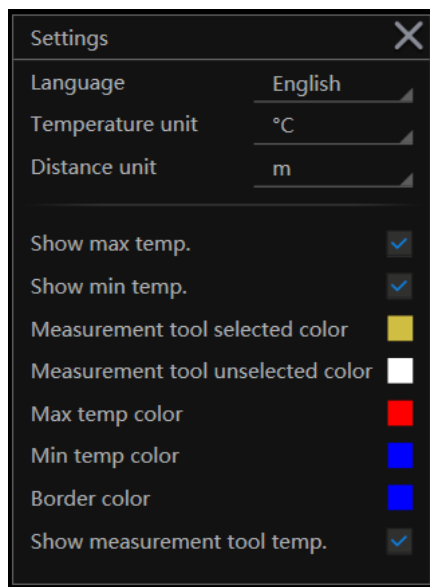 Settings
Language English
Temperature unit °C
Distance unit m
Show max temp.
Show min temp.
Measurement tool selected color
Measurement tool unselected color
Max temp color
Min temp color
Border color
Show measurement tool temp.